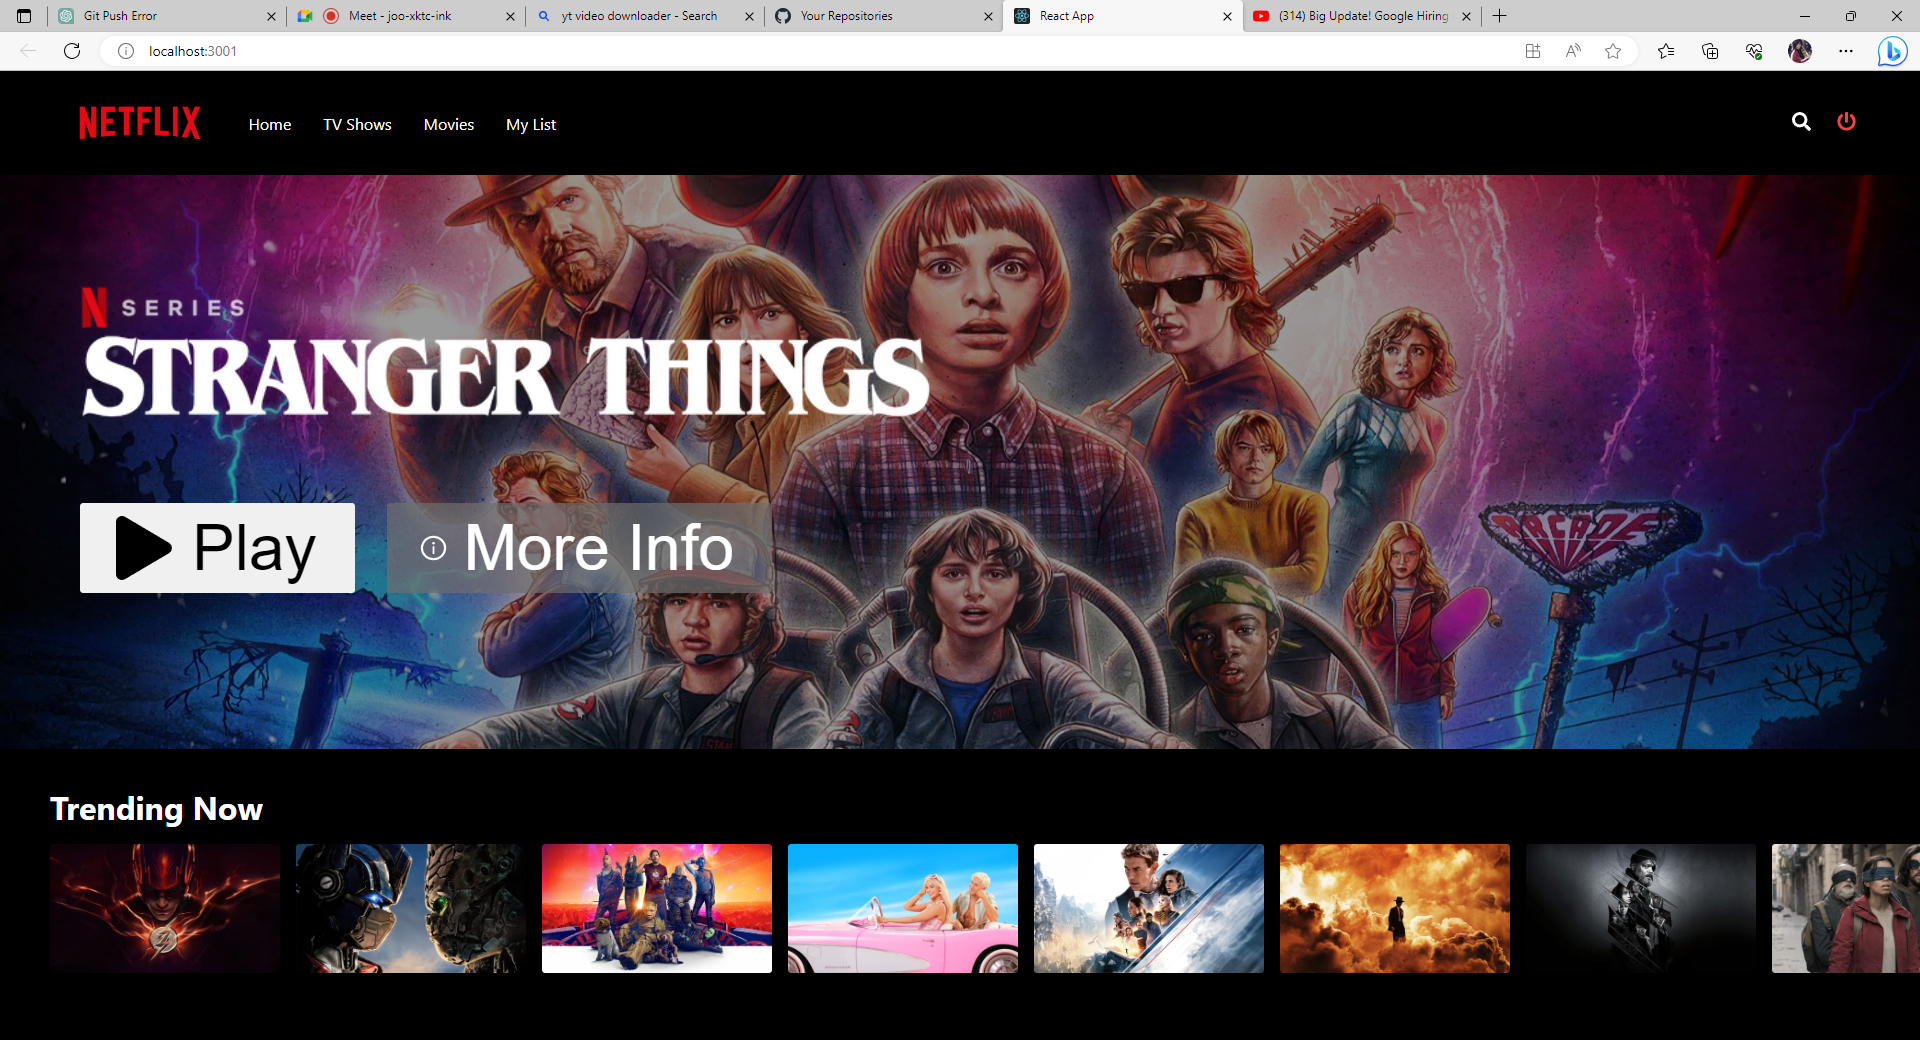 Git Push Error
Meet - joo-xktc-ink
yt video downloader - Search
Your Repositories
React App
(314) Big Update! Google Hiring
localhost:3001
NETFLIX
Home
TV Shows
Movies
My List
N SERIES
STRANGER THINGS
ARCADE
Play
More Info
Trending Now